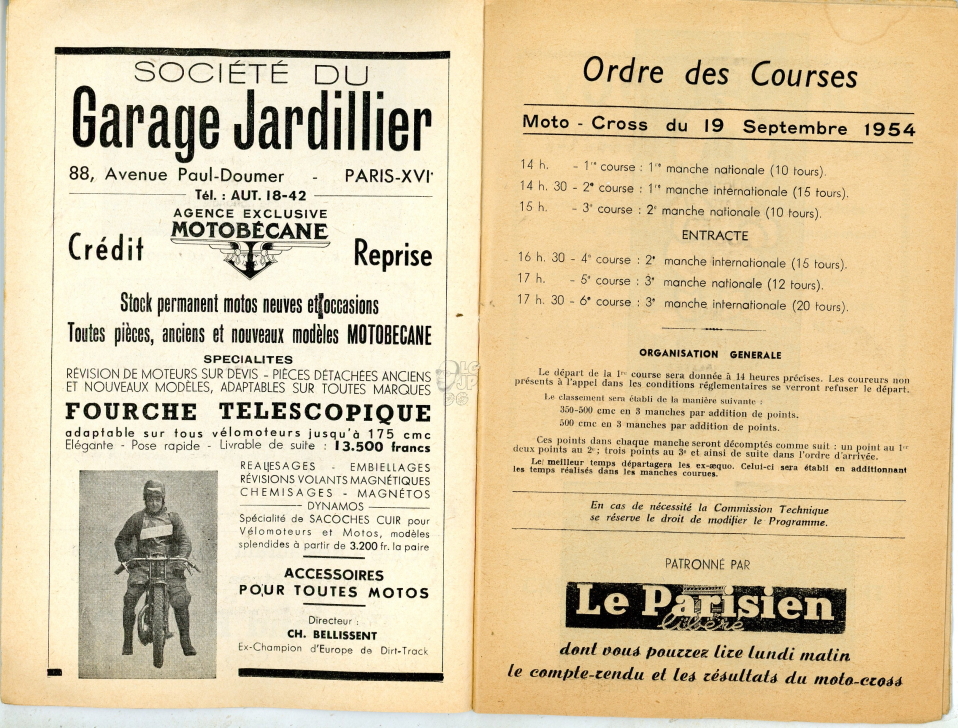 SOCIÉTÉ DU
Garage Jardillier
88, Avenue Paul-Doumer - PARIS-XVIe
Tél. : AUT. 18-42
AGENCE EXCLUSIVE
MOTOBÉCANE
Crédit Reprise
Stock permanent motos neuves et occasions
Toutes pièces, anciens et nouveaux modèles MOTOBECANE
SPECIALITES
RÉVISION DE MOTEURS SUR DEVIS - PIÈCES DÉTACHÉES ANCIENS
ET NOUVEAUX MODÈLES, ADAPTABLES SUR TOUTES MARQUES
FOURCHE TELESCOPIQUE
adaptable sur tous vélomoteurs jusqu'à 175 cmc
Elégante - Pose rapide - Livrable de suite : 13.500 francs
REALESAGES - EMBIELLAGES
RÉVISIONS VOLANTS MAGNÉTIQUES
CHEMISAGES - MAGNÉTOS
DYNAMOS
Spécialité de SACOCHES CUIR pour
Vélomoteurs et Motos, modèles
splendides à partir de 3.200 fr. la paire
ACCESSOIRES
POUR TOUTES MOTOS
Directeur :
CH. BELLISSENT
Ex-Champion d'Europe de Dirt-Track
Ordre des Courses
Moto - Cross du 19 Septembre 1954
14 h. - 1re course : 1re manche nationale (10 tours).
14 h. 30 - 2e course : 1re manche internationale (15 tours).
15 h. - 3e course : 2e manche nationale (10 tours).
ENTRACTE
16 h. 30 - 4e course : 2e manche internationale (15 tours).
17 h. - 5e course : 3e manche nationale (12 tours).
17 h. 30 - 6e course : 3e manche internationale (20 tours).
ORGANISATION GENERALE
Le départ de la 1re course sera donnée à 14 heures précises. Les coureurs non
présents à l'appel dans les conditions réglementaires se verront refuser le départ.
Le classement sera établi de la manière suivante :
350-500 cmc en 3 manches par addition de points.
500 cmc en 3 manches par addition de points.
Ces points dans chaque manche seront décomptés comme suit : un point au 1er
deux points au 2e ; trois points au 3e et ainsi de suite dans l'ordre d'arrivée.
Le meilleur temps départagera les ex-æquo. Celui-ci sera établi en additionnant
les temps réalisés dans les manches courues.
En cas de nécessité la Commission Technique
se réserve le droit de modifier le Programme.
PATRONNÉ PAR
Le Parisien
libéré
dont vous pourrez lire lundi matin
le compte-rendu et les résultats du moto-cross